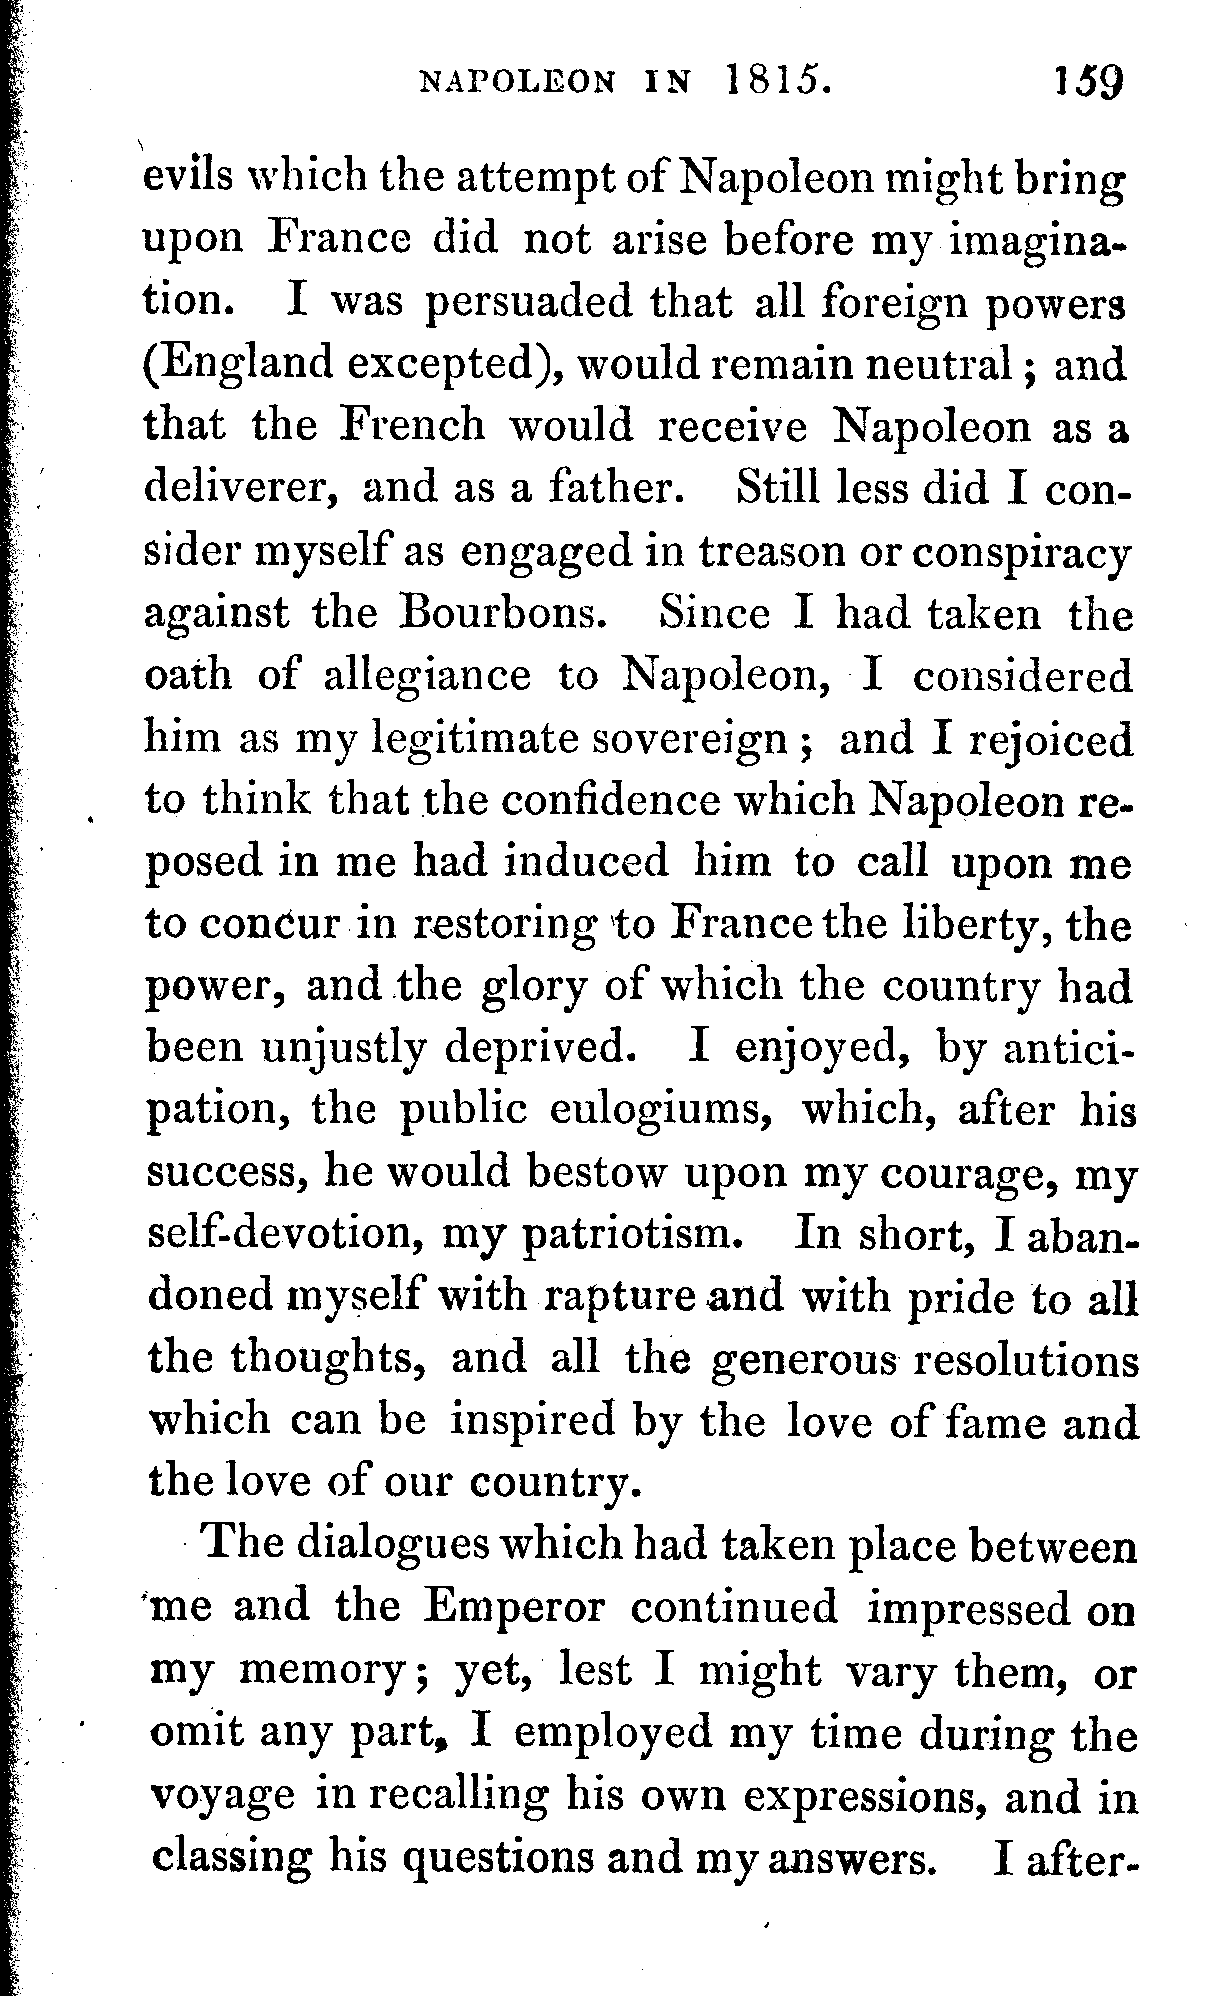 NAPOLEON IN 1815. 159
evils which the attempt of Napoleon might bring
upon France did not arise before my imagina-
tion. I was persuaded that all foreign powers
(England excepted), would remain neutral ; and
that the French would receive Napoleon as a
deliverer, and as a father. Still less did I con-
sider myself as engaged in treason or conspiracy
against the Bourbons. Since I had taken the
oath of allegiance to Napoleon, I considered
him as my legitimate sovereign ; and I rejoiced
to think that the confidence which Napoleon re-
posed in me had induced him to call upon me
to concur in restoring to France the liberty, the
power, and the glory of which the country had
been unjustly deprived. I enjoyed, by antici-
pation, the public eulogiums, which, after his
success, he would bestow upon my courage, my
self-devotion, my patriotism. In short, I aban-
doned myself with rapture and with pride to all
the thoughts, and all the generous resolutions
which can be inspired by the love of fame and
the love of our country.
The dialogues which had taken place between
me and the Emperor continued impressed on
my memory; yet, lest I might vary them, or
omit any part, I employed my time during the
voyage in recalling his own expressions, and in
classing his questions and my answers. I after-